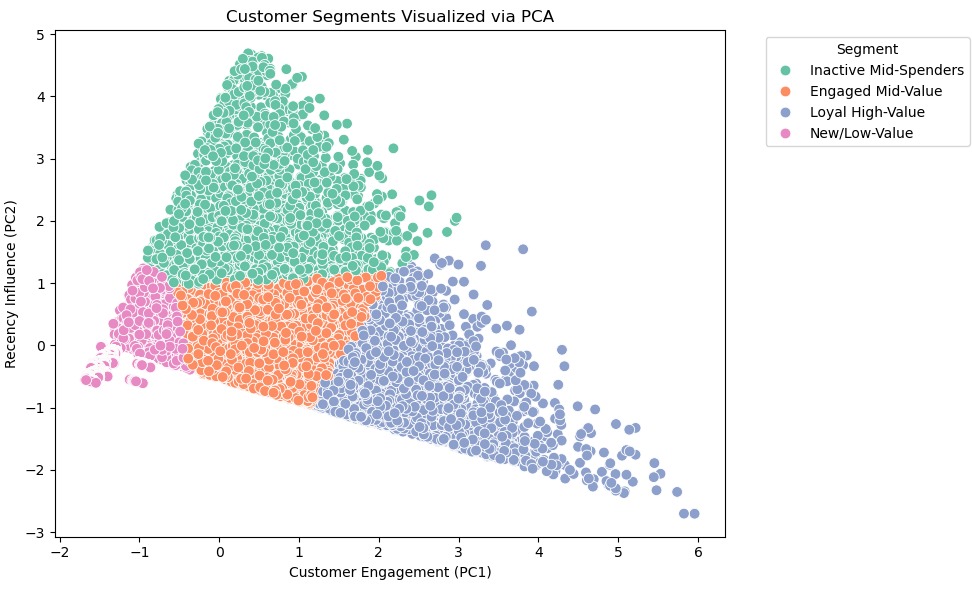 Customer Segments Visualized via PCA
Segment
Inactive Mid-Spenders
Engaged Mid-Value
Loyal High-Value
New/Low-Value
Recency Influence (PC2)
5
4
3
2
1
0
−1
−2
−3
−2
−1
0
1
2
3
4
5
6
Customer Engagement (PC1)